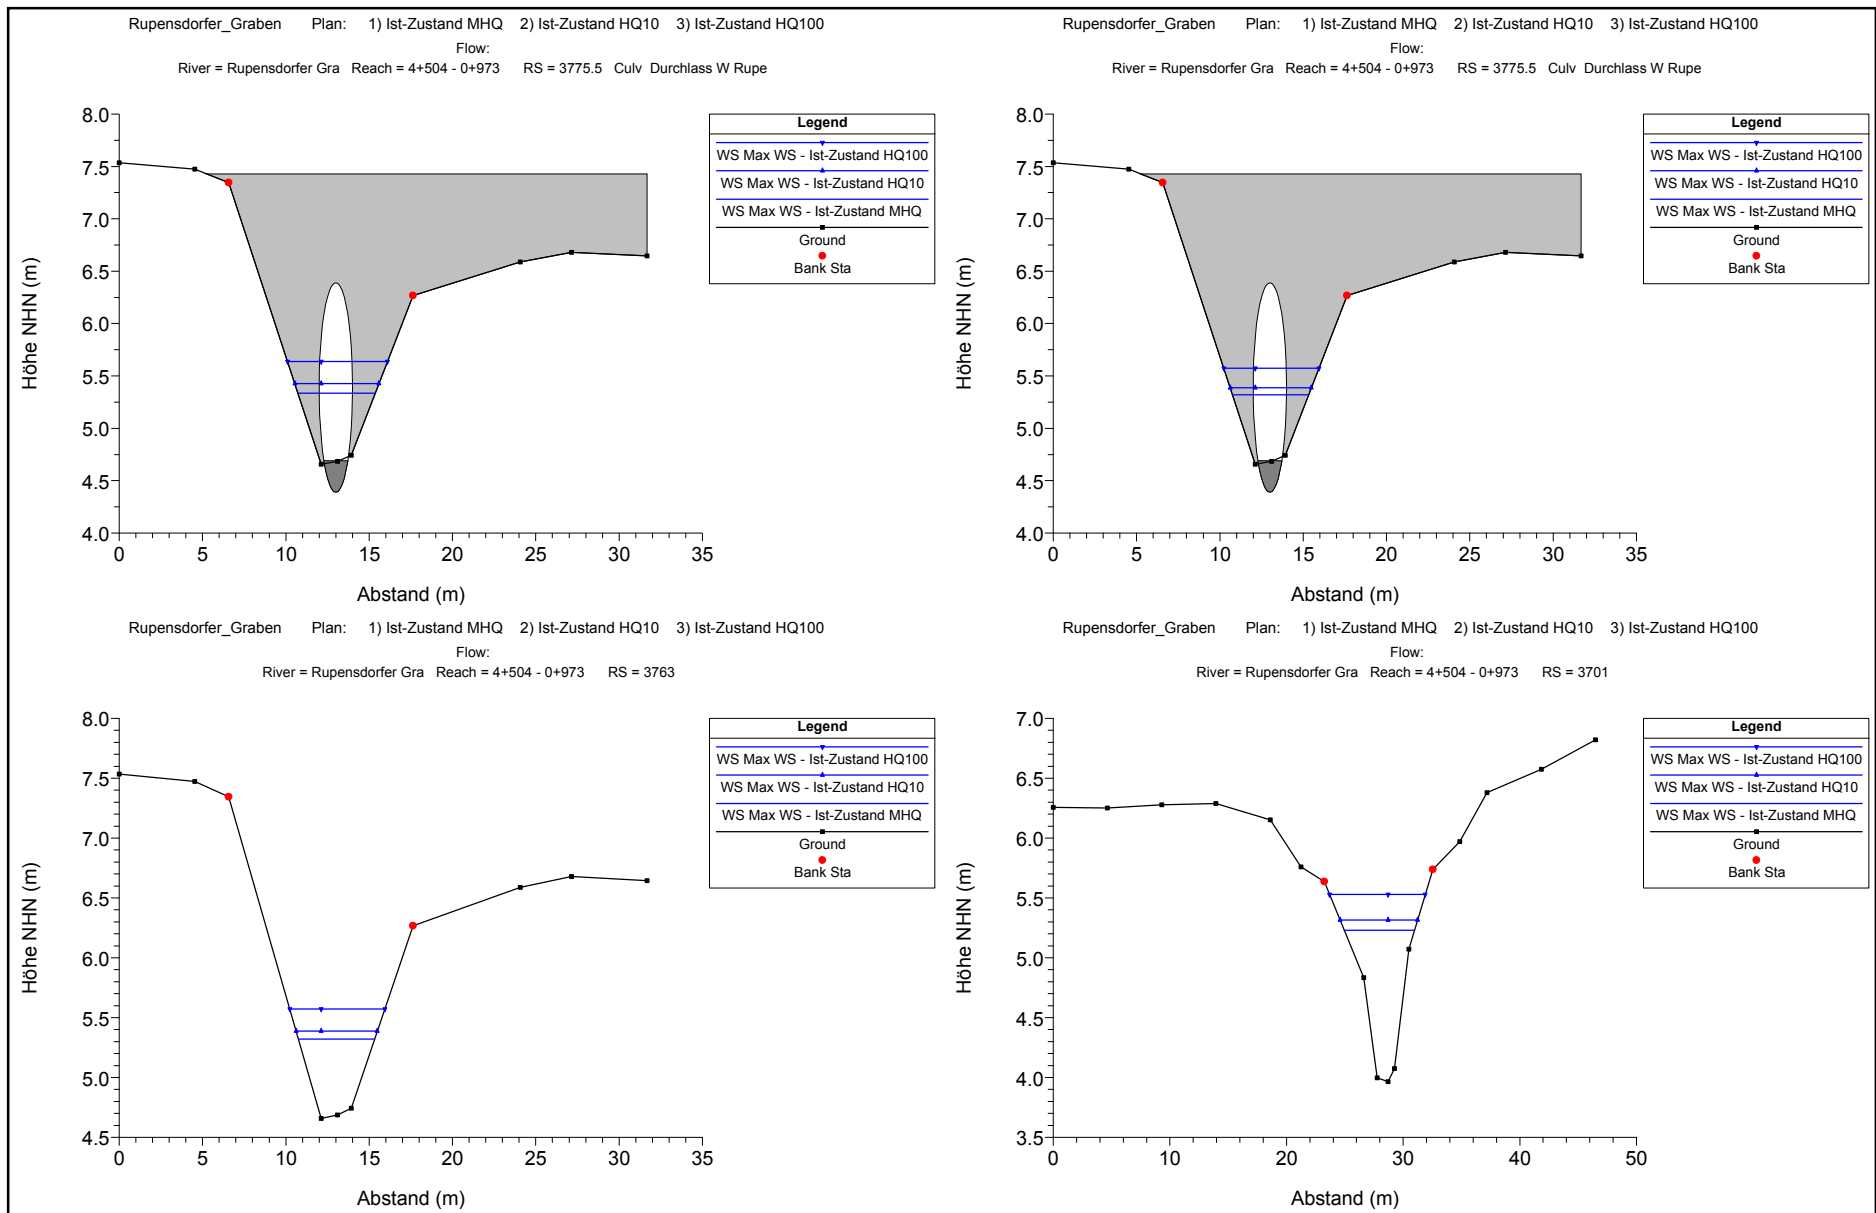 Rupensdorfer_Graben Plan: 1) Ist-Zustand MHQ 2) Ist-Zustand HQ10 3) Ist-Zustand HQ100
Flow:
River = Rupensdorfer Gra Reach = 4+504 - 0+973 RS = 3775.5 Culv Durchlass W Rupe
Höhe NHN (m)
8.0
7.5
7.0
6.5
6.0
5.5
5.0
4.5
4.0
0 5 10 15 20 25 30 35
Abstand (m)
Legend
WS Max WS - Ist-Zustand HQ100
WS Max WS - Ist-Zustand HQ10
WS Max WS - Ist-Zustand MHQ
Ground
Bank Sta
Rupensdorfer_Graben Plan: 1) Ist-Zustand MHQ 2) Ist-Zustand HQ10 3) Ist-Zustand HQ100
Flow:
River = Rupensdorfer Gra Reach = 4+504 - 0+973 RS = 3775.5 Culv Durchlass W Rupe
Höhe NHN (m)
8.0
7.5
7.0
6.5
6.0
5.5
5.0
4.5
4.0
0 5 10 15 20 25 30 35
Abstand (m)
Legend
WS Max WS - Ist-Zustand HQ100
WS Max WS - Ist-Zustand HQ10
WS Max WS - Ist-Zustand MHQ
Ground
Bank Sta
Rupensdorfer_Graben Plan: 1) Ist-Zustand MHQ 2) Ist-Zustand HQ10 3) Ist-Zustand HQ100
Flow:
River = Rupensdorfer Gra Reach = 4+504 - 0+973 RS = 3763
Höhe NHN (m)
8.0
7.5
7.0
6.5
6.0
5.5
5.0
4.5
0 5 10 15 20 25 30 35
Abstand (m)
Legend
WS Max WS - Ist-Zustand HQ100
WS Max WS - Ist-Zustand HQ10
WS Max WS - Ist-Zustand MHQ
Ground
Bank Sta
Rupensdorfer_Graben Plan: 1) Ist-Zustand MHQ 2) Ist-Zustand HQ10 3) Ist-Zustand HQ100
Flow:
River = Rupensdorfer Gra Reach = 4+504 - 0+973 RS = 3701
Höhe NHN (m)
7.0
6.5
6.0
5.5
5.0
4.5
4.0
3.5
0 10 20 30 40 50
Abstand (m)
Legend
WS Max WS - Ist-Zustand HQ100
WS Max WS - Ist-Zustand HQ10
WS Max WS - Ist-Zustand MHQ
Ground
Bank Sta